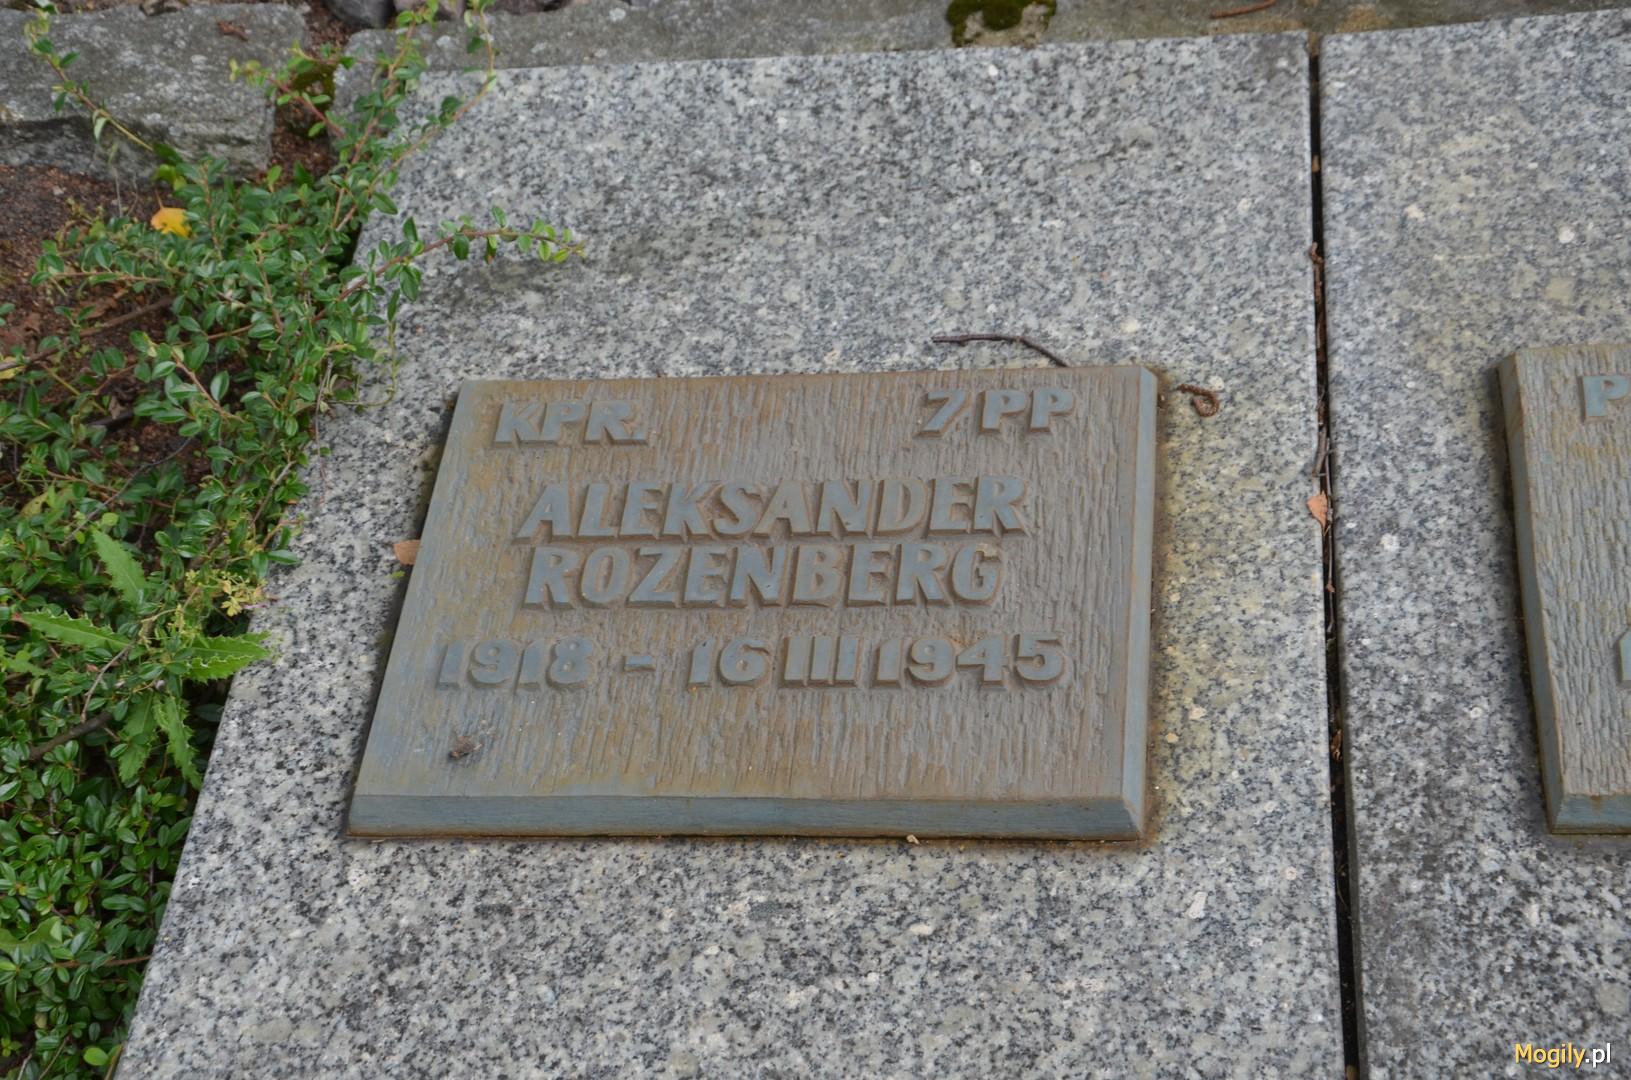 KPR. 7 PP
ALEKSANDER
ROZENBERG
1918 - 16 III 1945
P
Mogily.pl